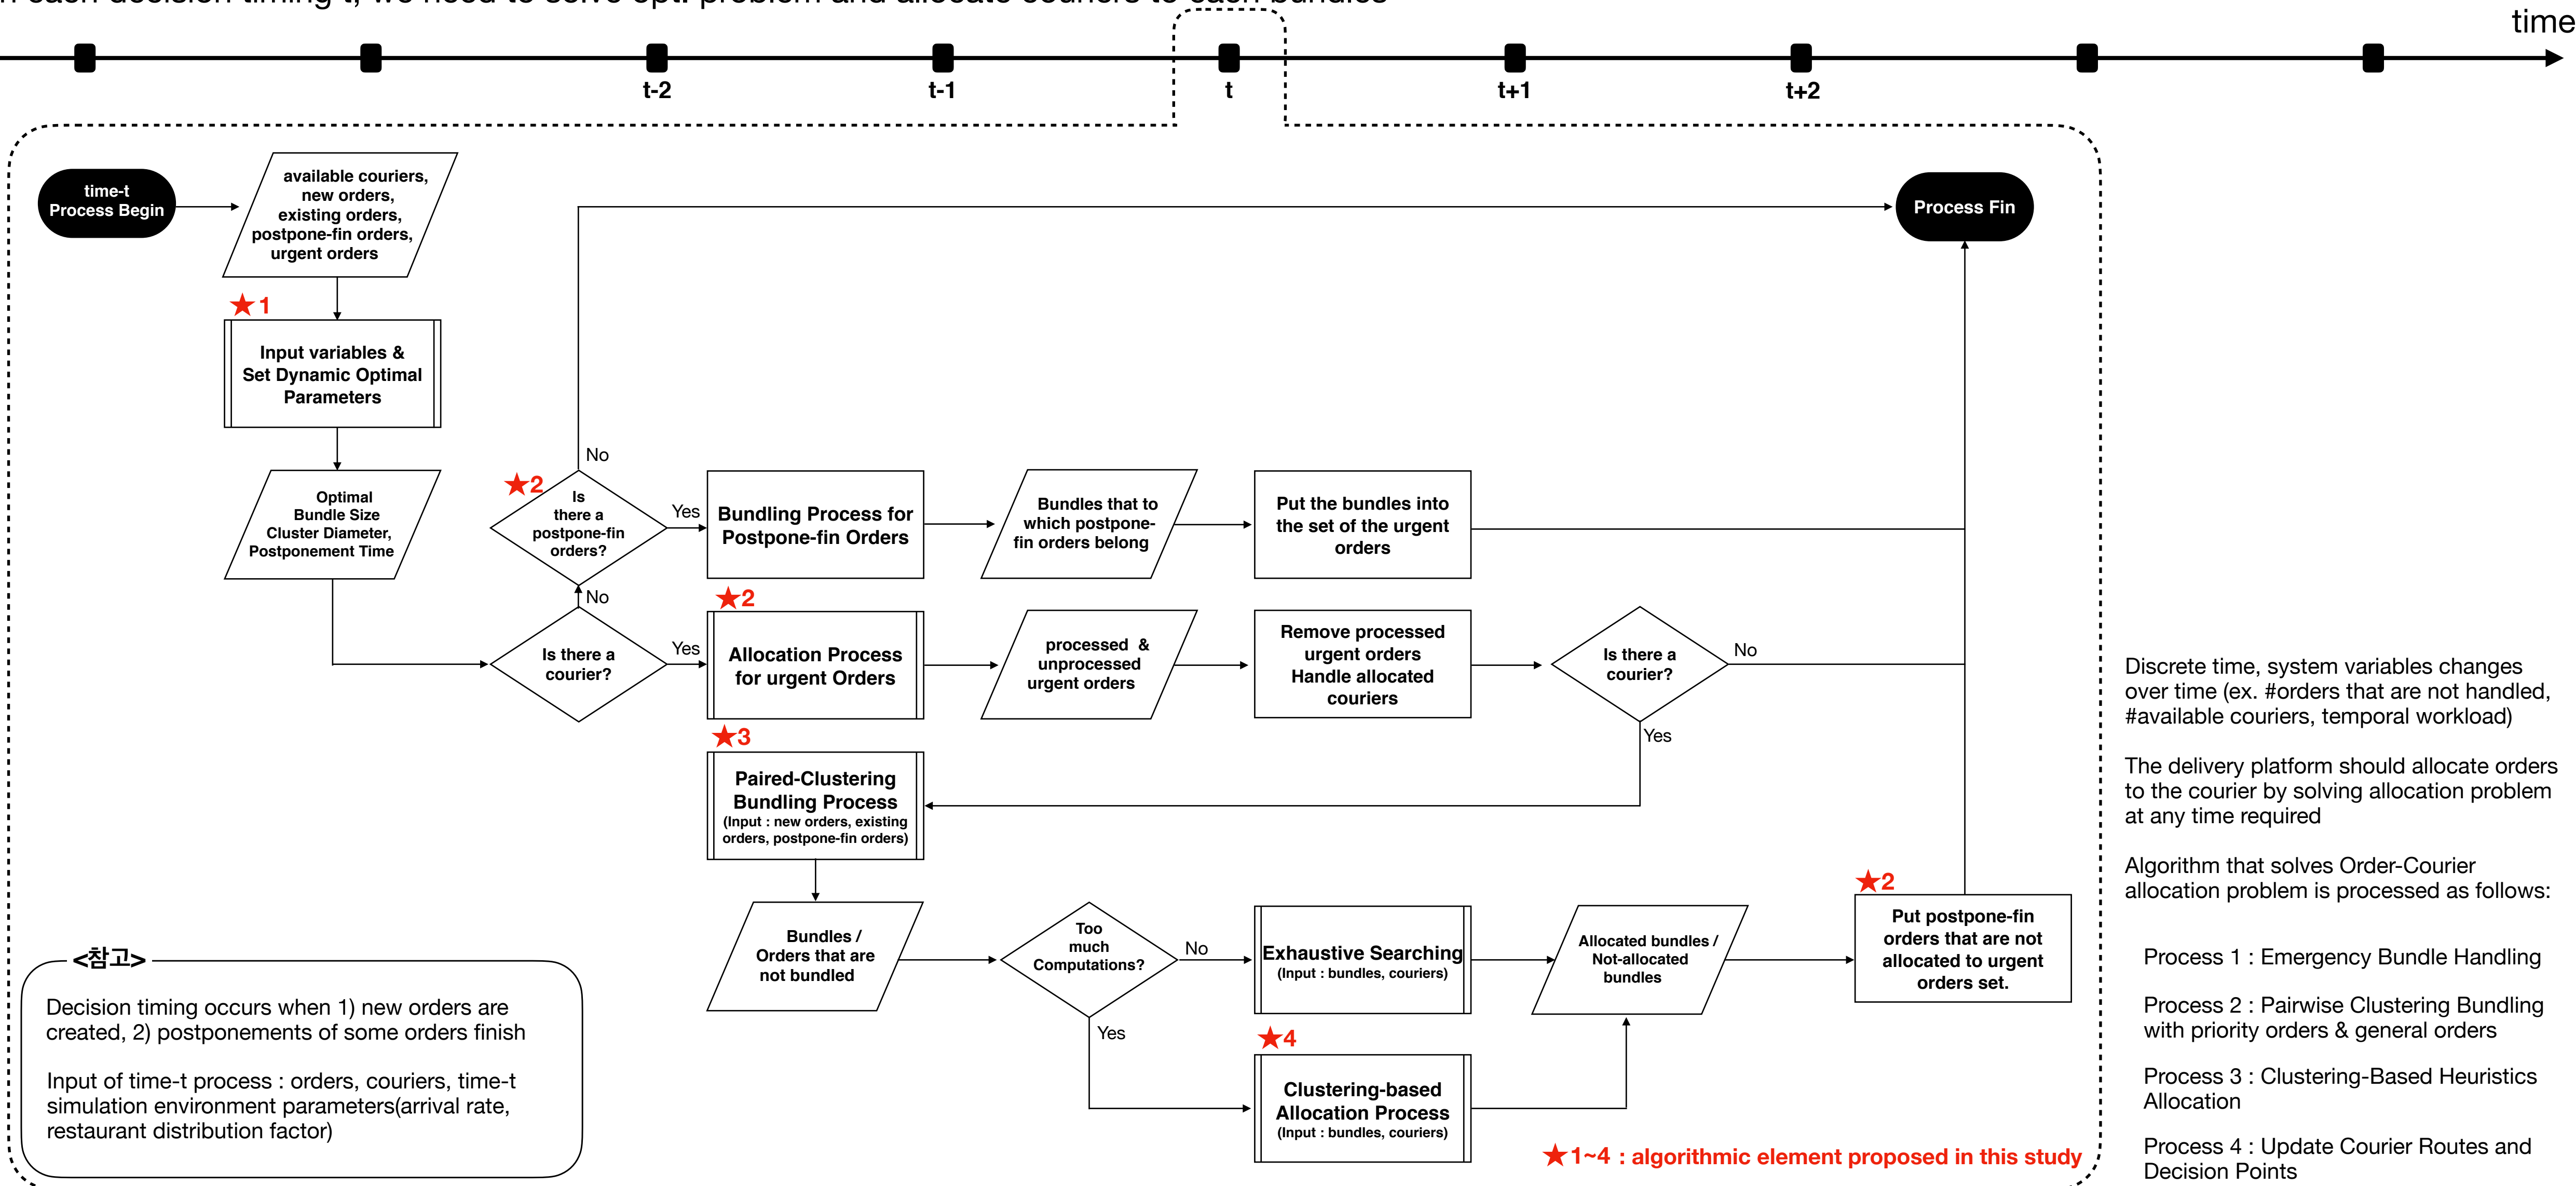 each decision timing t, we need to solve opt. problem and allocate couriers to each bundles
time
t-2
t-1
t
t+1
t+2
time-t
Process Begin
available couriers,
new orders,
existing orders,
postpone-fin orders,
urgent orders
Process Fin
★1
Input variables &
Set Dynamic Optimal
Parameters
Optimal
Bundle Size
Cluster Diameter,
Postponement Time
No
★2
Is
there a
postpone-fin
orders?
Yes
Bundling Process for
Postpone-fin Orders
Bundles that to
which postpone-
fin orders belong
Put the bundles into
the set of the urgent
orders
No
Is there a
courier?
Yes
★2
Allocation Process
for urgent Orders
processed &
unprocessed
urgent orders
Remove processed
urgent orders
Handle allocated
couriers
Is there a
courier?
No
Yes
★3
Paired-Clustering
Bundling Process
(Input : new orders, existing
orders, postpone-fin orders)
Bundles /
Orders that are
not bundled
Too
much
Computations?
No
Exhaustive Searching
(Input : bundles, couriers)
Yes
★4
Clustering-based
Allocation Process
(Input : bundles, couriers)
Allocated bundles /
Not-allocated
bundles
★2
Put postpone-fin
orders that are not
allocated to urgent
orders set.
★1~4 : algorithmic element proposed in this study
<참고>
Decision timing occurs when 1) new orders are
created, 2) postponements of some orders finish
Input of time-t process : orders, couriers, time-t
simulation environment parameters(arrival rate,
restaurant distribution factor)
Discrete time, system variables changes
over time (ex. #orders that are not handled,
#available couriers, temporal workload)
The delivery platform should allocate orders
to the courier by solving allocation problem
at any time required
Algorithm that solves Order-Courier
allocation problem is processed as follows:
Process 1 : Emergency Bundle Handling
Process 2 : Pairwise Clustering Bundling
with priority orders & general orders
Process 3 : Clustering-Based Heuristics
Allocation
Process 4 : Update Courier Routes and
Decision Points